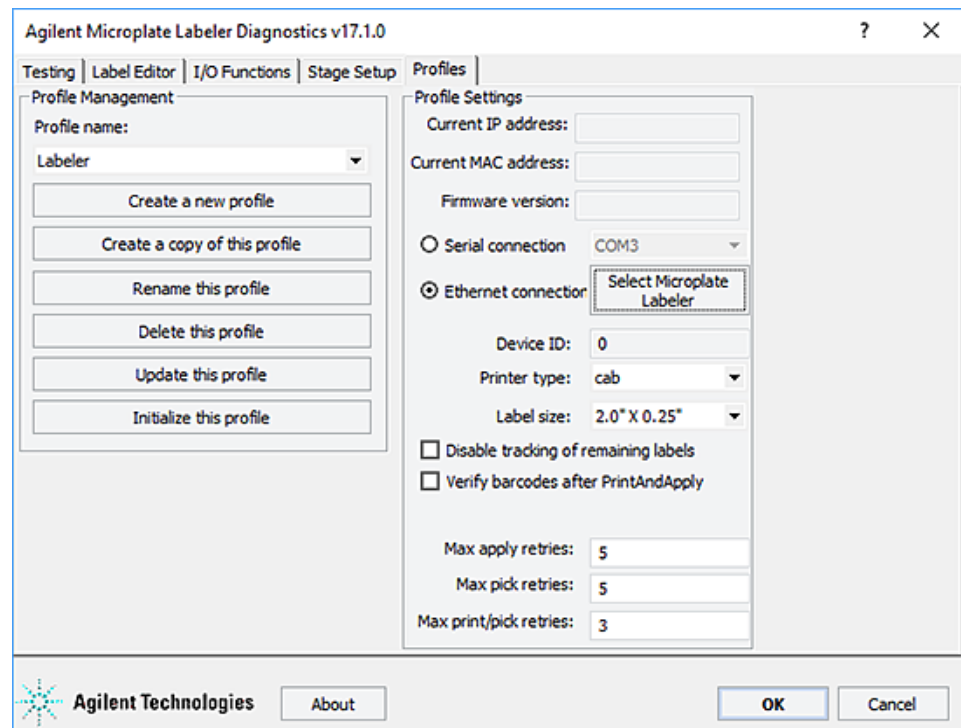 Agilent Microplate Labeler Diagnostics v17.1.0 ?
Testing Label Editor I/O Functions Stage Setup Profiles
Profile Management
Profile name:
Labeler
Create a new profile
Create a copy of this profile
Rename this profile
Delete this profile
Update this profile
Initialize this profile
Profile Settings
Current IP address:
Current MAC address:
Firmware version:
Serial connection COM3
Ethernet connection Select Microplate
Labeler
Device ID: 0
Printer type: cab
Label size: 2.0" X 0.25"
Disable tracking of remaining labels
Verify barcodes after PrintAndApply
Max apply retries: 5
Max pick retries: 5
Max print/pick retries: 3
Agilent Technologies About OK Cancel